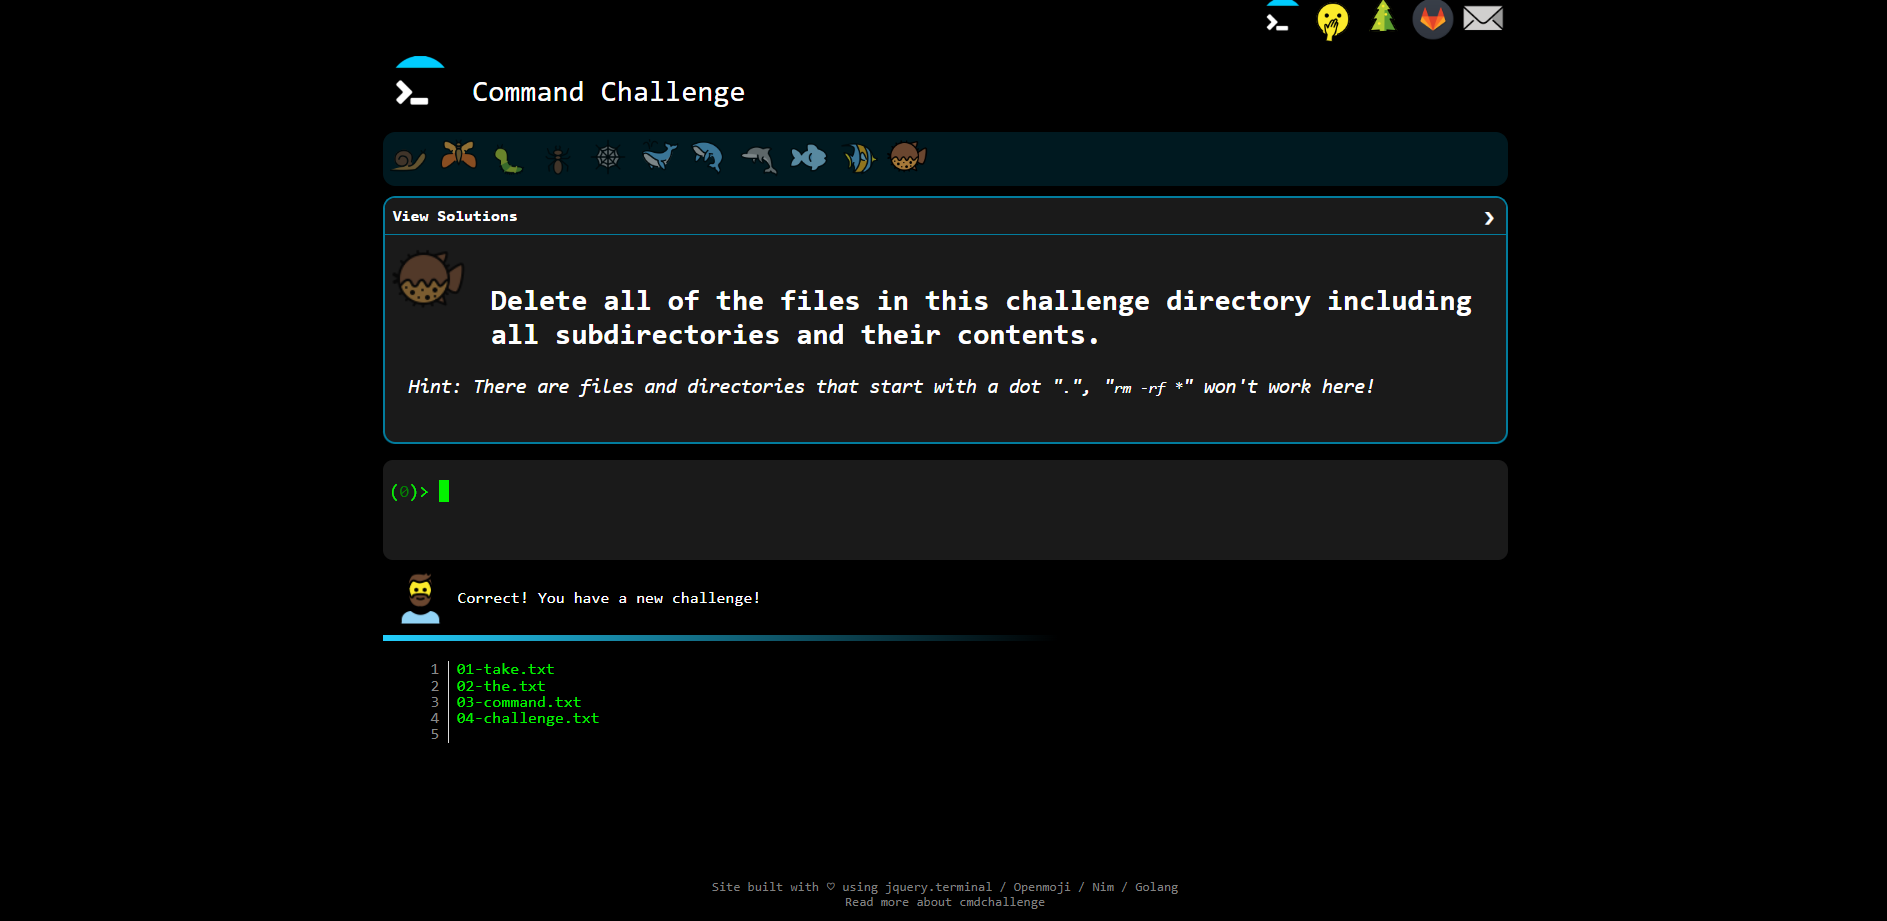 Command Challenge
View Solutions
Delete all of the files in this challenge directory including
all subdirectories and their contents.
Hint: There are files and directories that start with a dot ".", "rm -rf *" won't work here!
(0)>
Correct! You have a new challenge!
1 01-take.txt
2 02-the.txt
3 03-command.txt
4 04-challenge.txt
5
Site built with ♡ using jquery.terminal / Openmoji / Nim / Golang
Read more about cmdchallenge